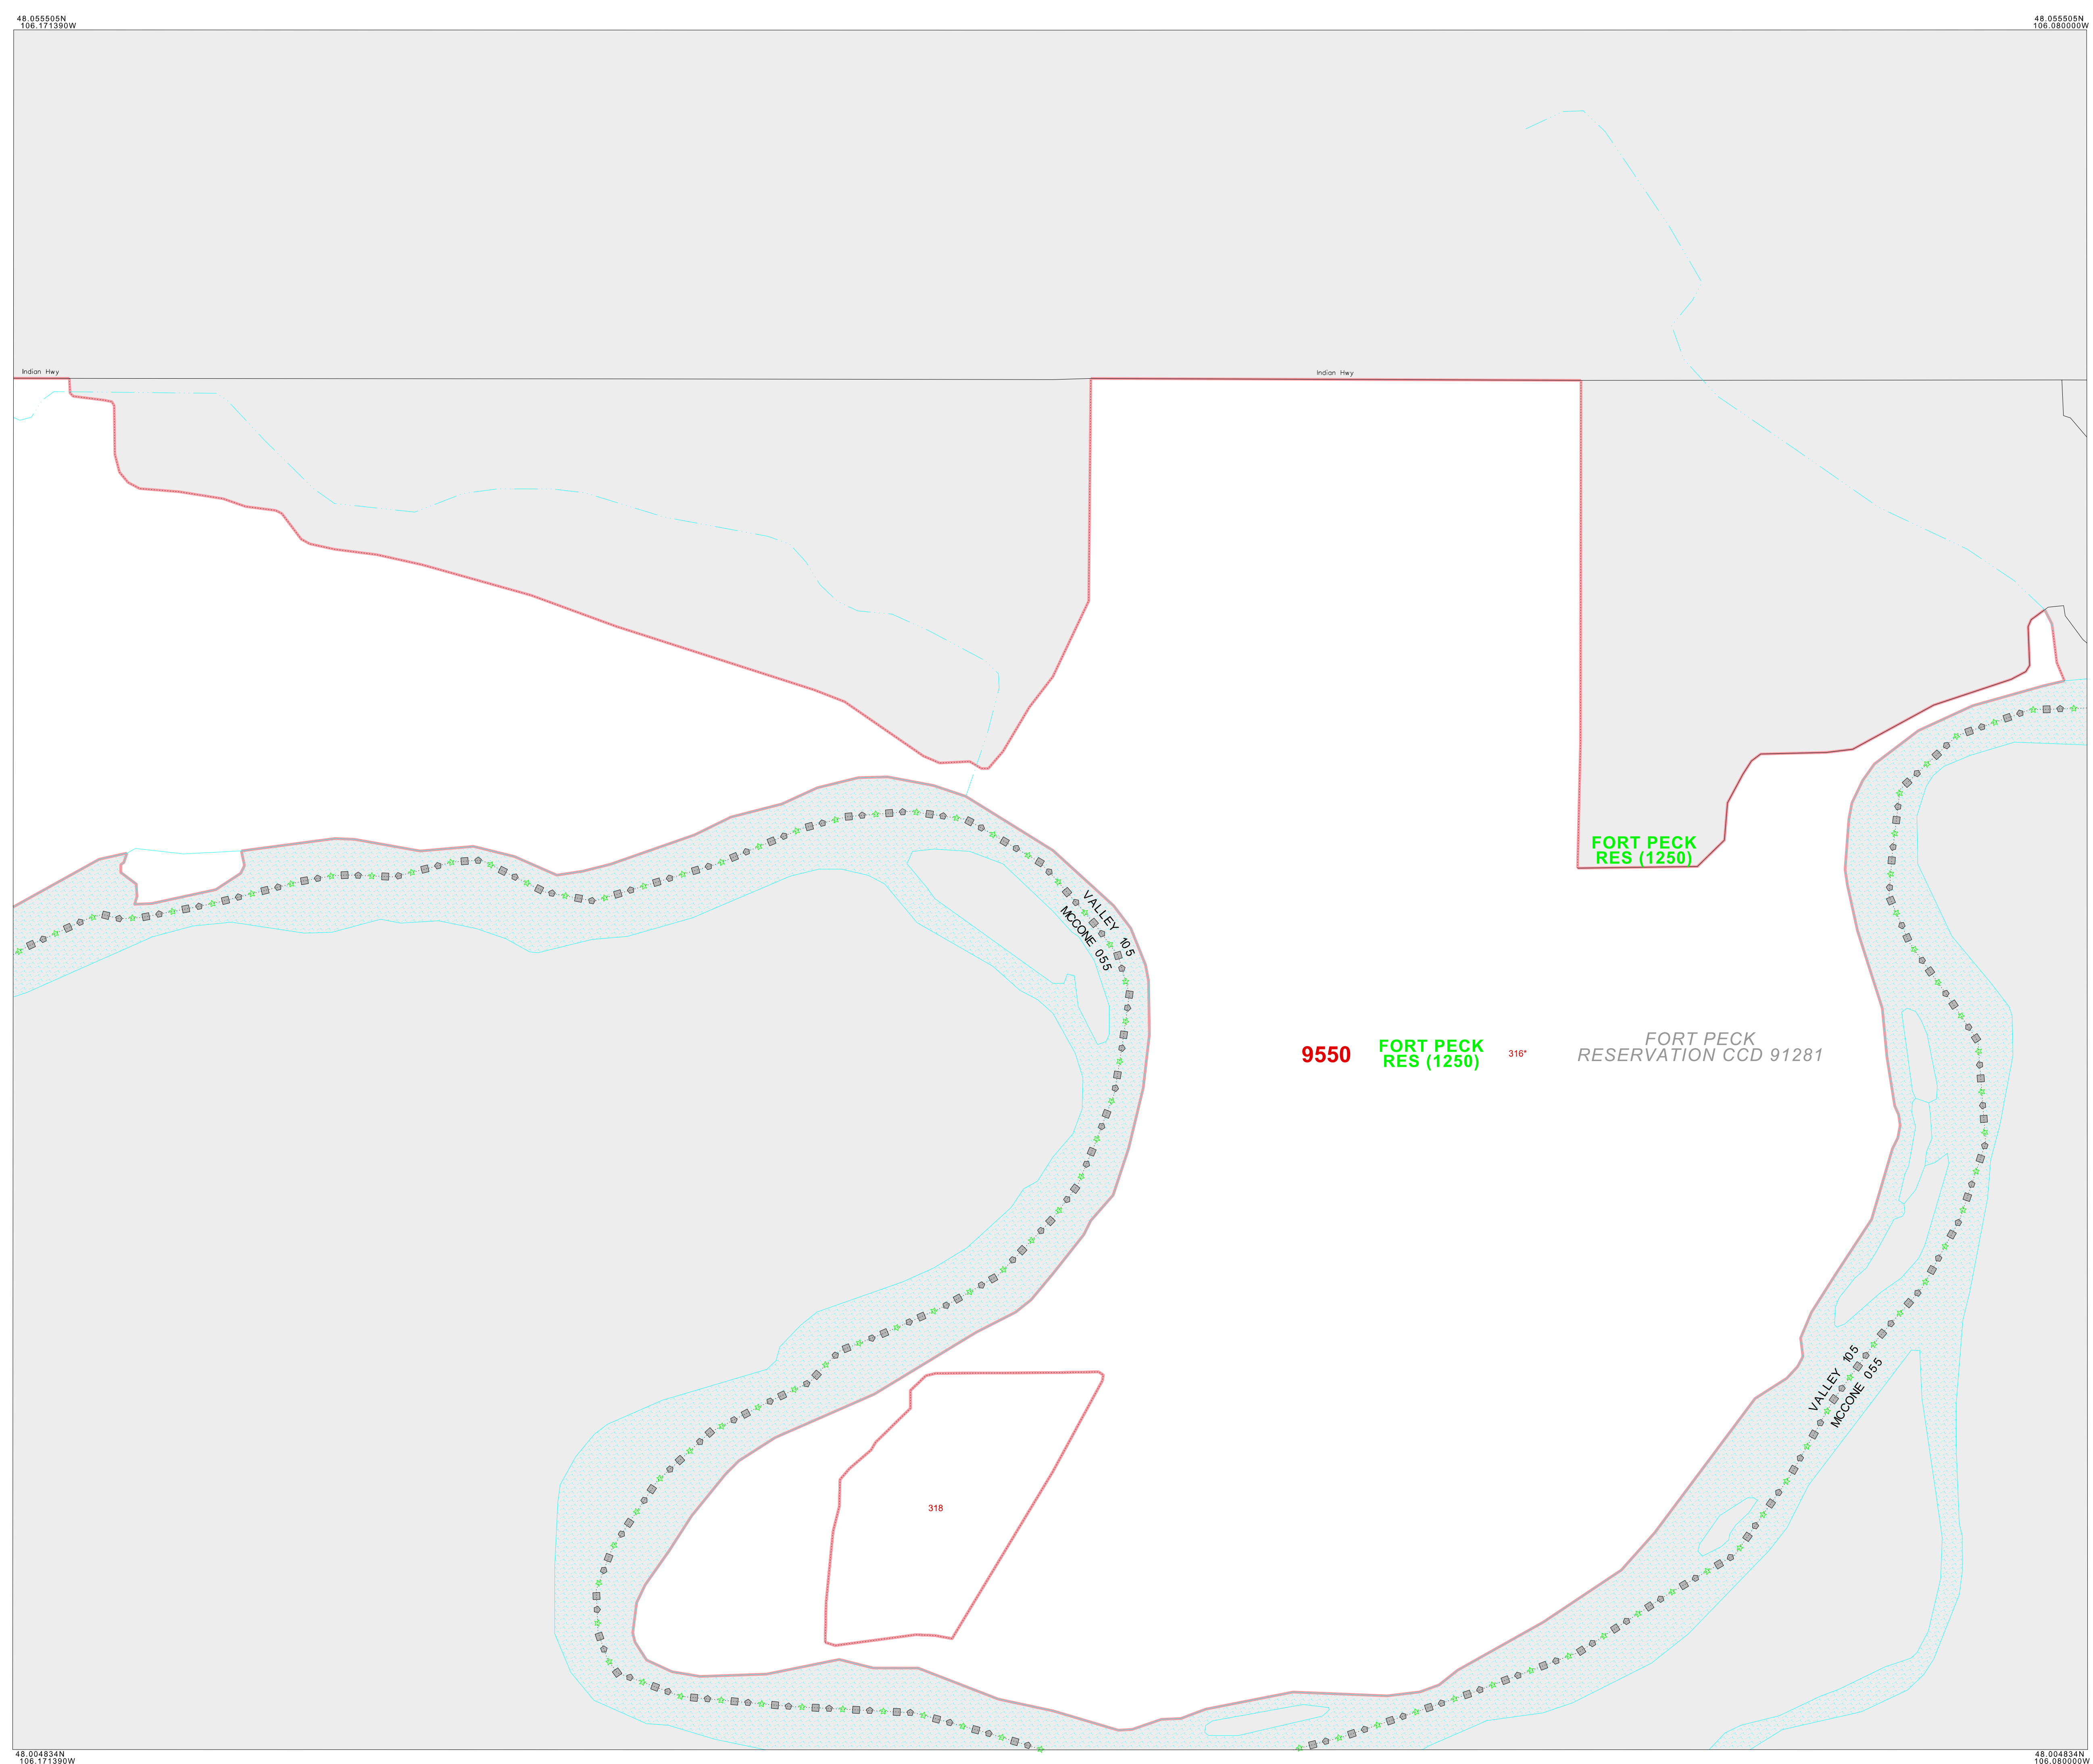 48.055505N
106.171390W
48.055505N
106.080000W
Indian Hwy
Indian Hwy
FORT PECK
RES (1250)
VALLEY 105
MCCONE 055
9550
FORT PECK
RES (1250)
316*
FORT PECK
RESERVATION CCD 91281
VALLEY 105
MCCONE 055
318
48.004834N
106.171390W
48.004834N
106.080000W